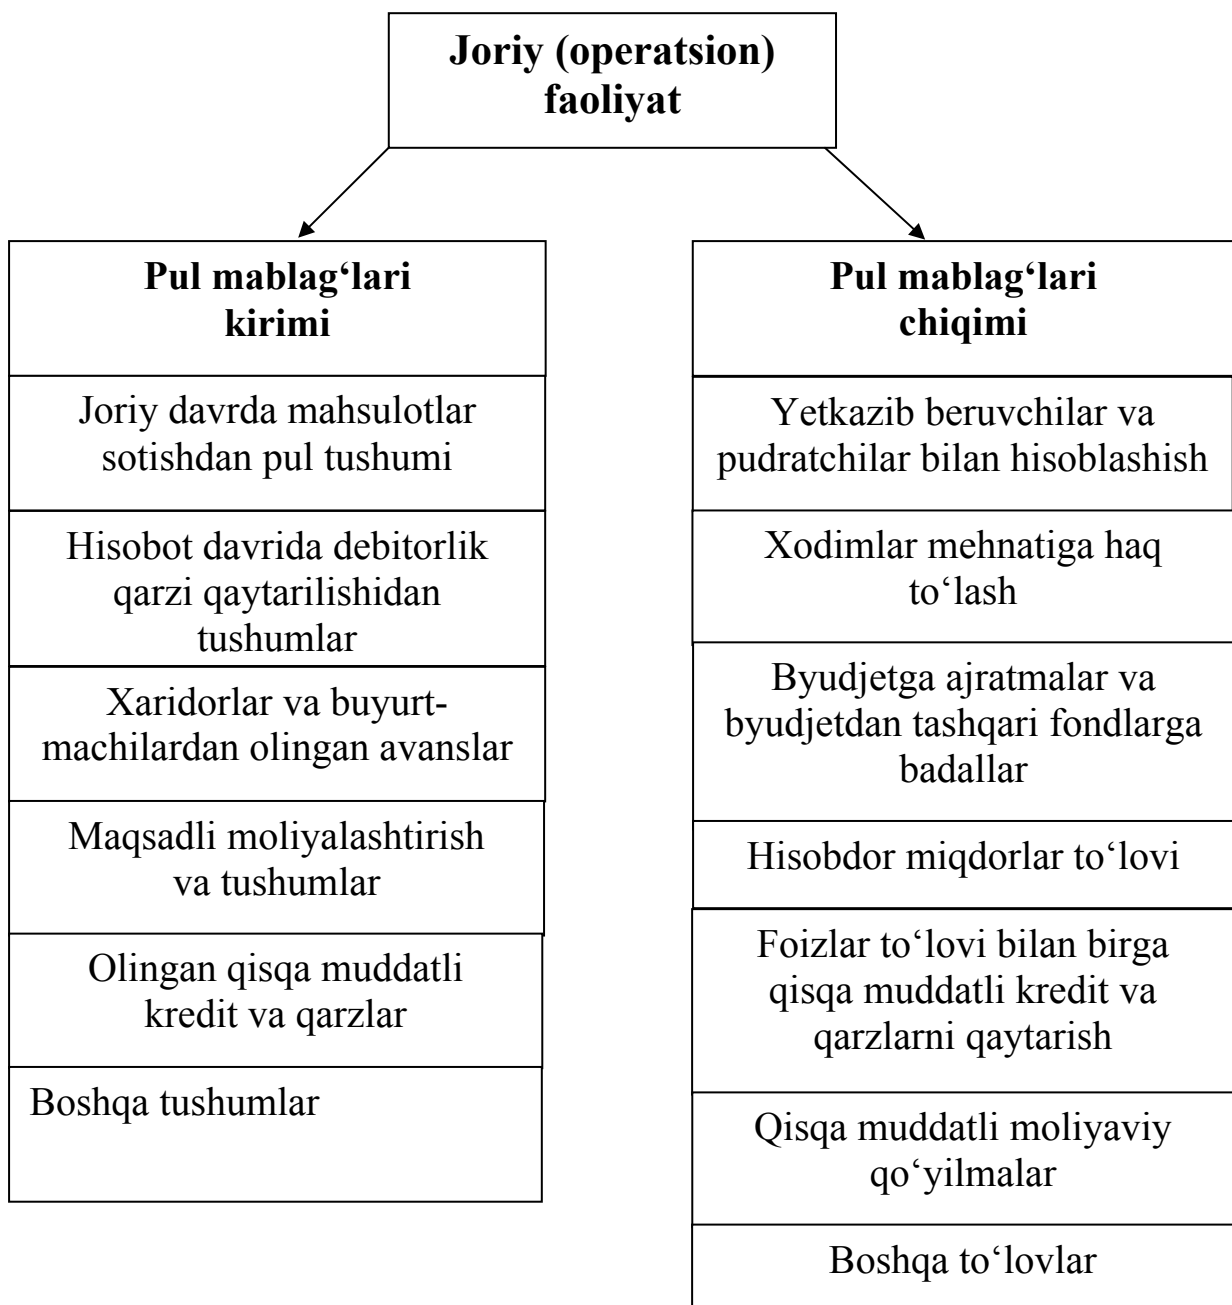 Joriy (operatsion)
faoliyat
Pul mablag‘lari
kirimi
Joriy davrda mahsulotlar
sotishdan pul tushumi
Hisobot davrida debitorlik
qarzi qaytarilishidan
tushumlar
Xaridorlar va buyurt-
machilardan olingan avanslar
Maqsadli moliyalashtirish
va tushumlar
Olingan qisqa muddatli
kredit va qarzlar
Boshqa tushumlar
Pul mablag‘lari
chiqimi
Yetkazib beruvchilar va
pudratchilar bilan hisoblashish
Xodimlar mehnatiga haq
to‘lash
Byudjetga ajratmalar va
byudjetdan tashqari fondlarga
badallar
Hisobdor miqdorlar to‘lovi
Foizlar to‘lovi bilan birga
qisqa muddatli kredit va
qarzlarni qaytarish
Qisqa muddatli moliyaviy
qo‘yilmalar
Boshqa to‘lovlar